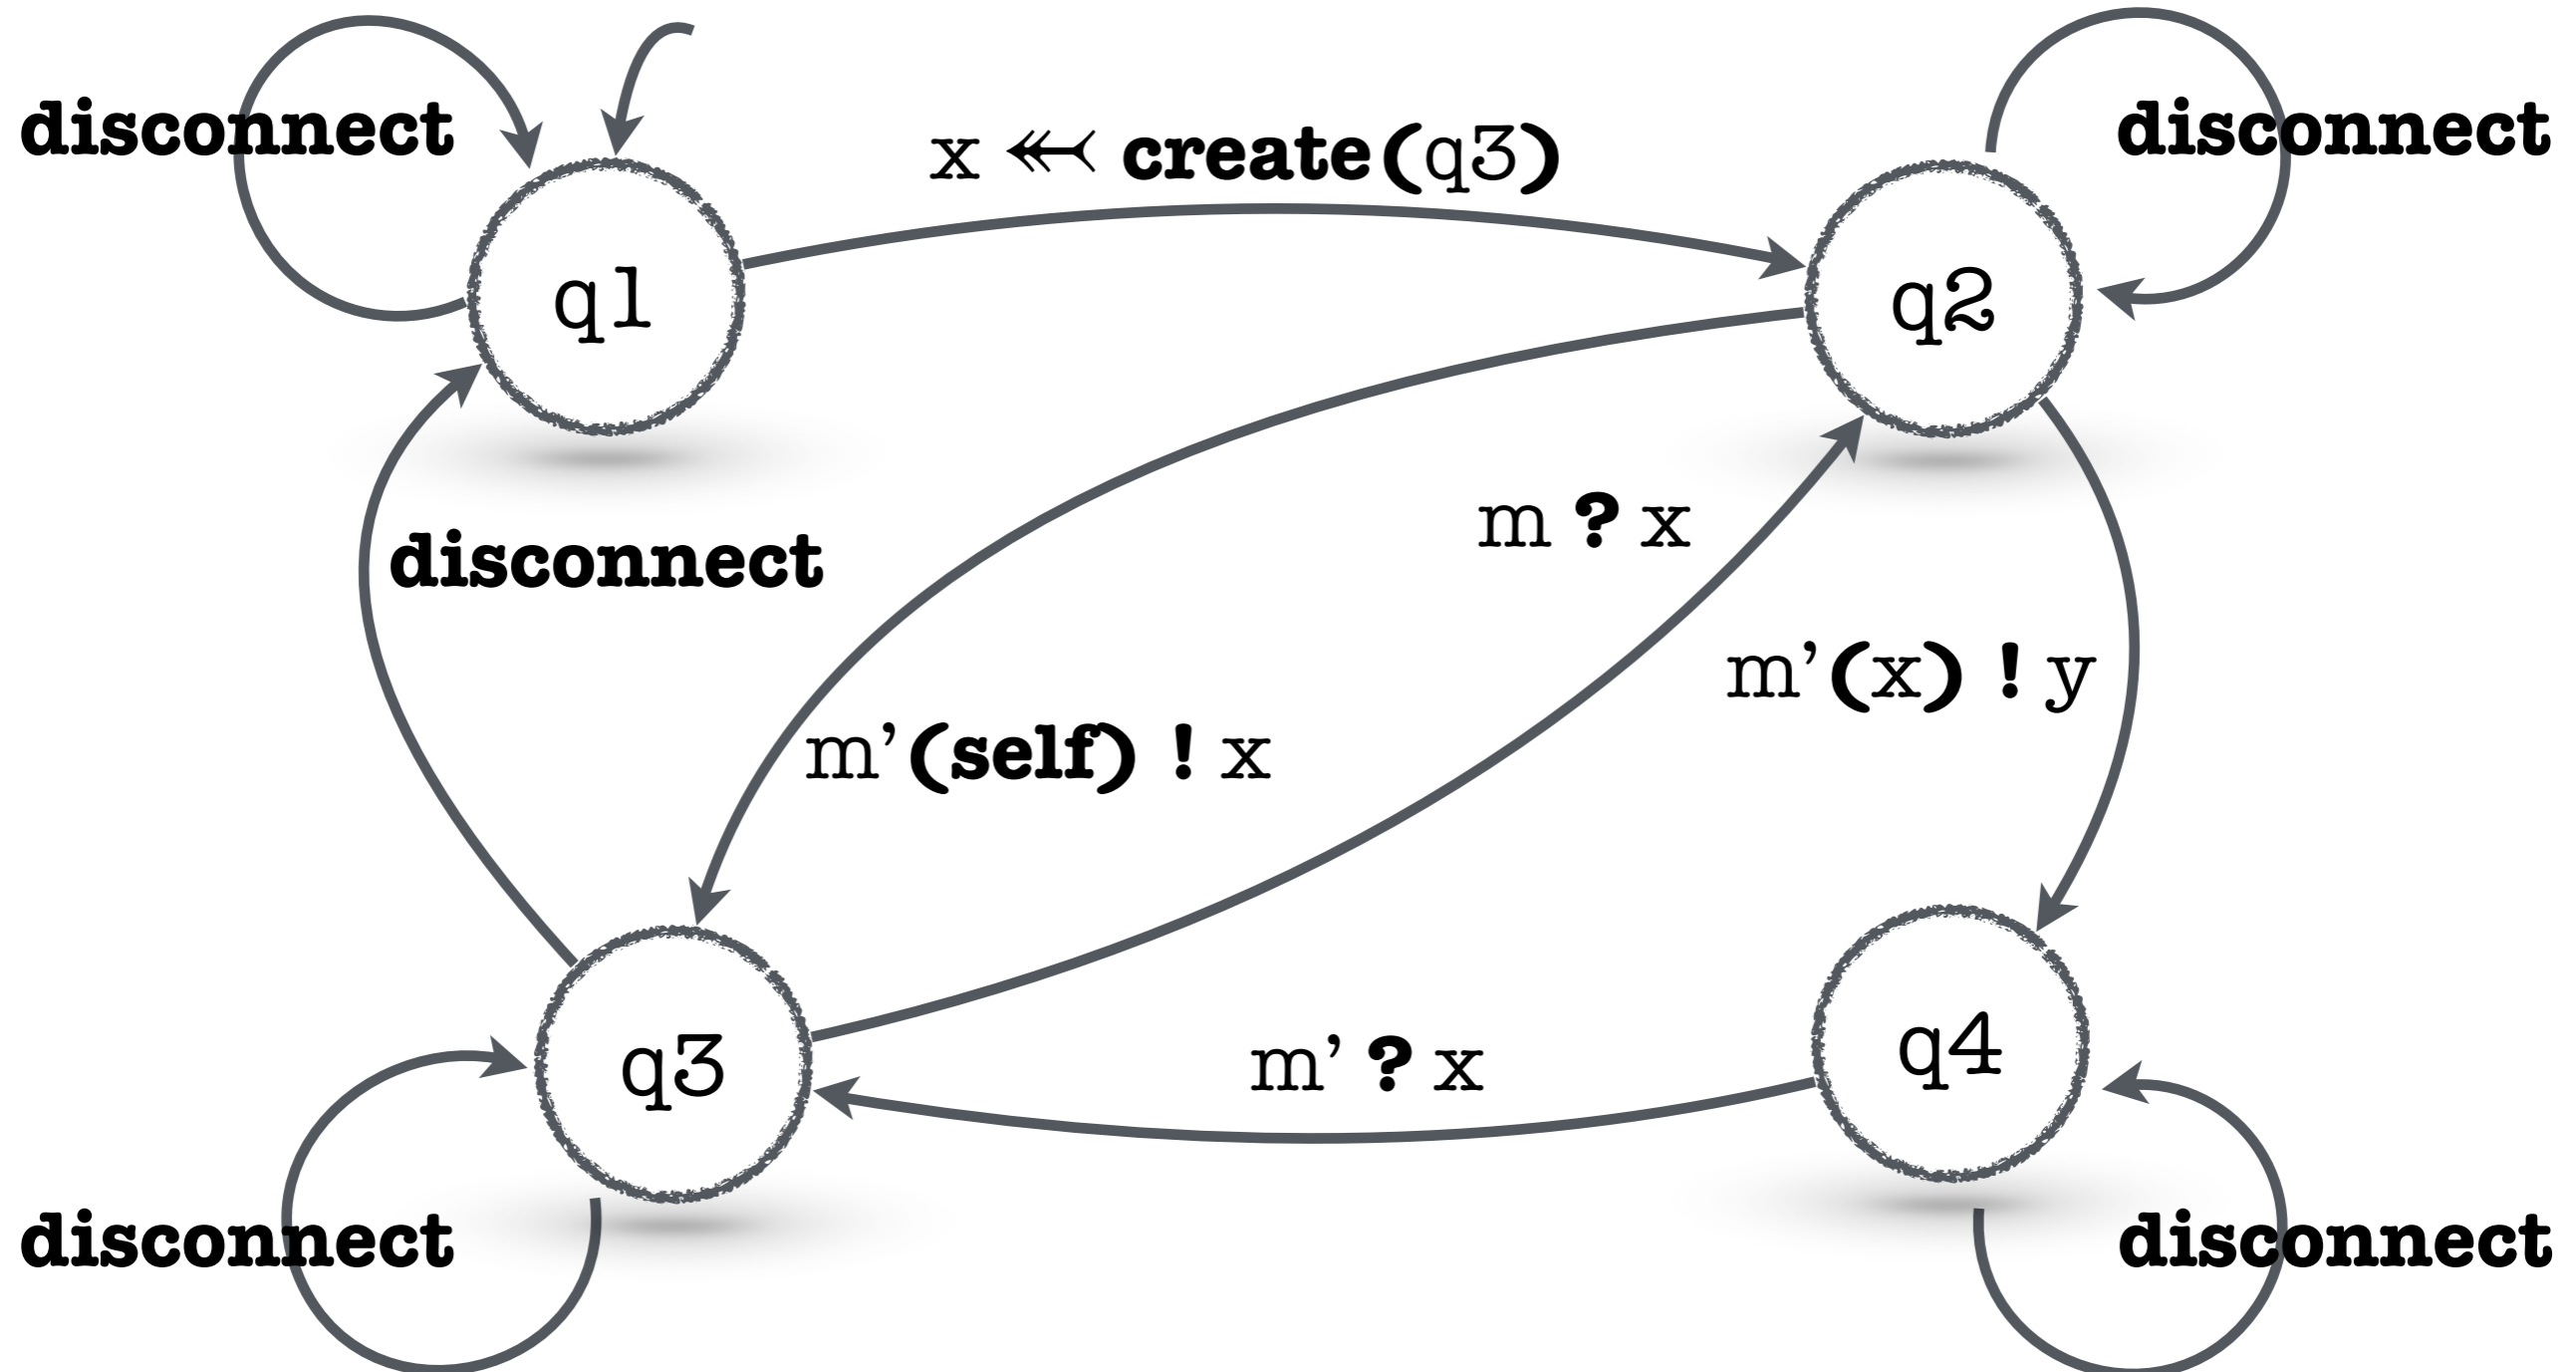 disconnect
x ⤛ create(q3)
disconnect
q1
q2
m ? x
disconnect
m’(x) ! y
m’(self) ! x
q3
m’ ? x
q4
disconnect
disconnect